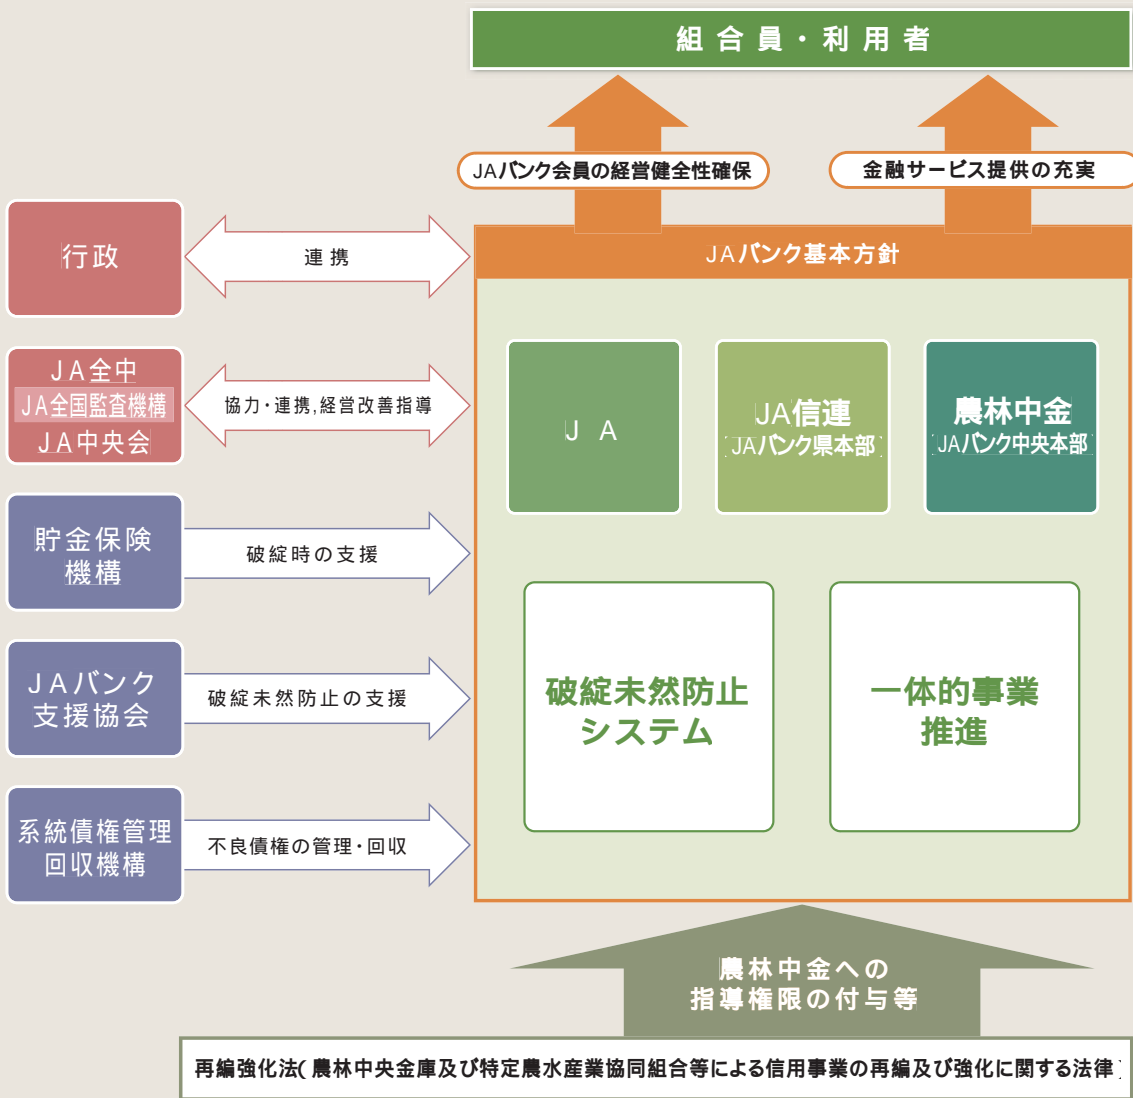 組合員・利用者
JAバンク会員の経営健全性確保
金融サービス提供の充実
行政
連携
JAバンク基本方針
JA全中
JA全国監査機構
JA中央会
協力・連携,経営改善指導
JA
JA信連
JAバンク県本部
農林中金
JAバンク中央本部
貯金保険
機構
破綻時の支援
JAバンク
支援協会
破綻未然防止の支援
破綻未然防止
システム
一体的事業
推進
系統債権管理
回収機構
不良債権の管理・回収
農林中金への
指導権限の付与等
再編強化法(農林中央金庫及び特定農水産業協同組合等による信用事業の再編及び強化に関する法律)